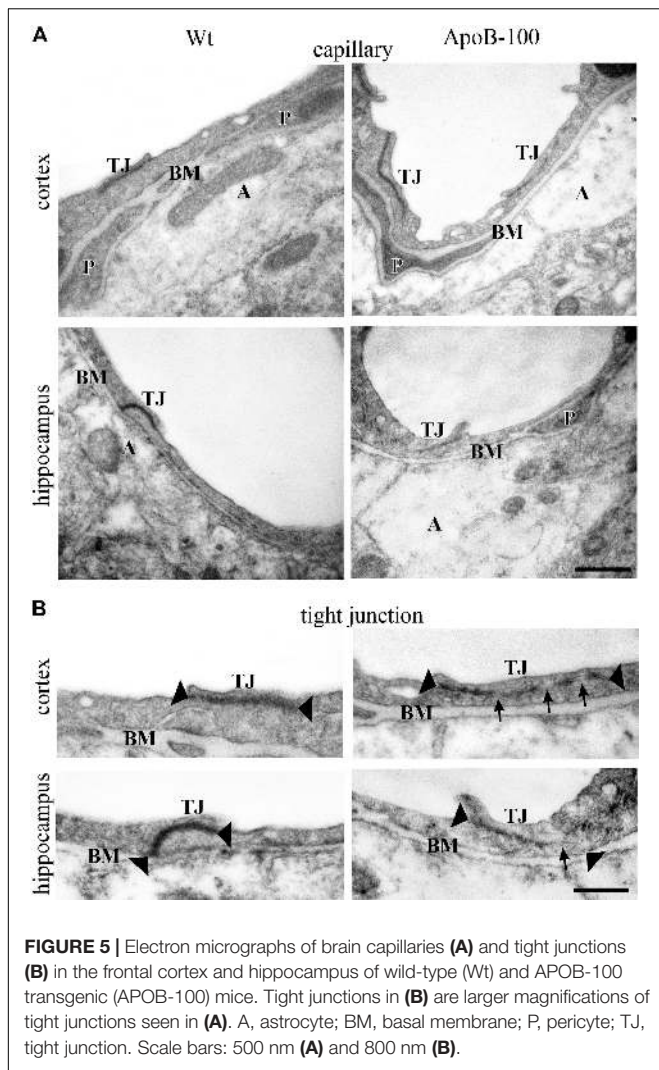 A
Wt
ApoB-100
capillary
cortex
TJ
BM
P
A
P
TJ
TJ
A
BM
P
hippocampus
BM
TJ
A
TJ
BM
P
A
B
tight junction
cortex
TJ
BM
TJ
BM
hippocampus
TJ
BM
TJ
BM
FIGURE 5 | Electron micrographs of brain capillaries (A) and tight junctions
(B) in the frontal cortex and hippocampus of wild-type (Wt) and APOB-100
transgenic (APOB-100) mice. Tight junctions in (B) are larger magnifications of
tight junctions seen in (A). A, astrocyte; BM, basal membrane; P, pericyte; TJ,
tight junction. Scale bars: 500 nm (A) and 800 nm (B).